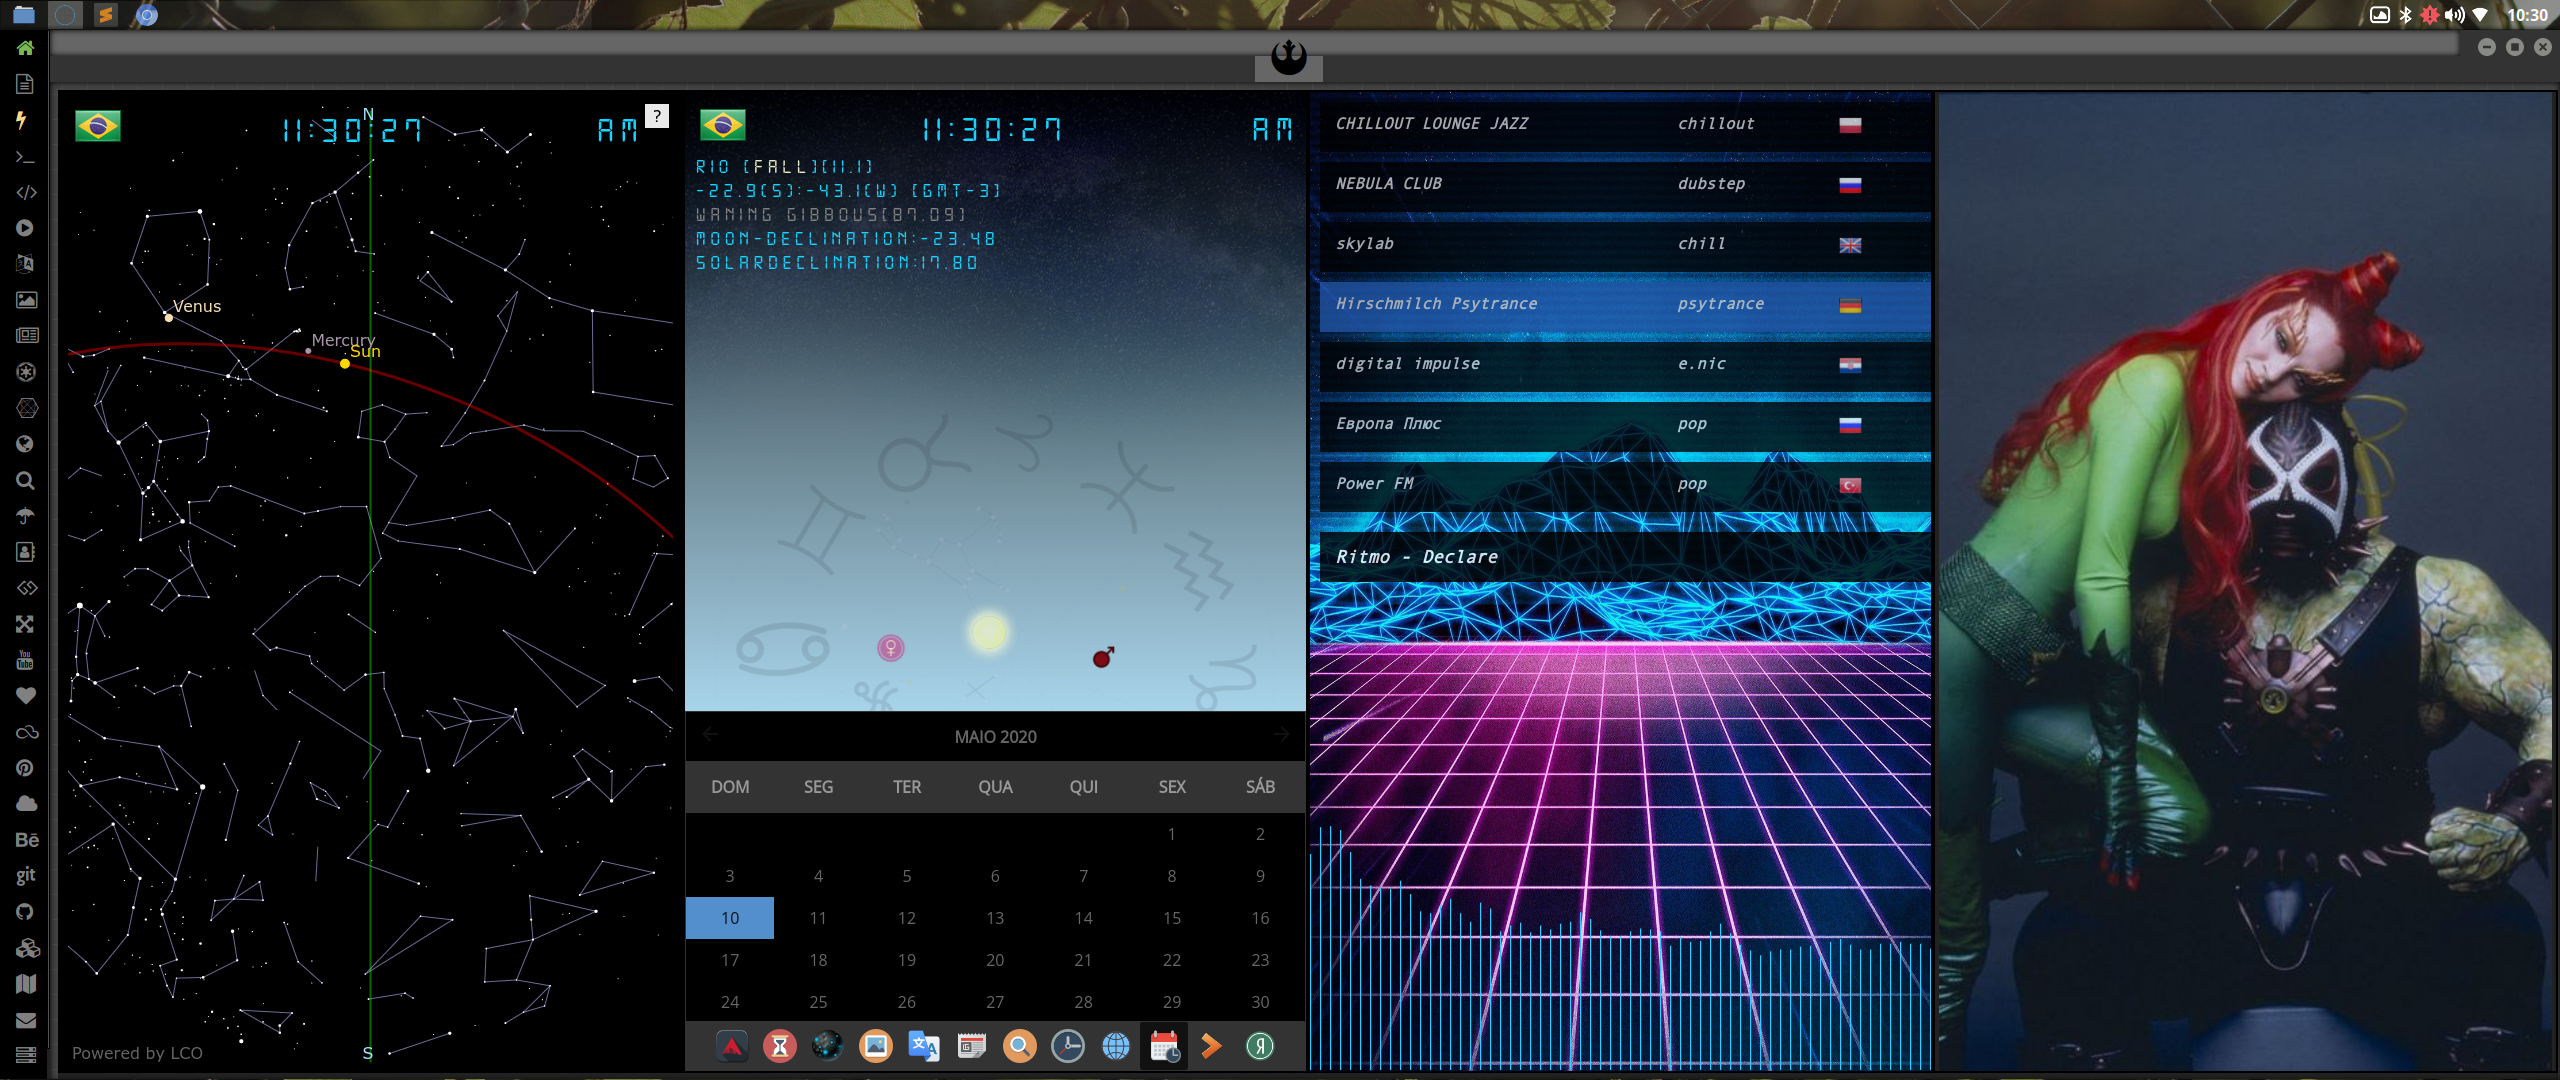 10:30
N
?
11:30:27
AM
Venus
Mercury
Sun
S
Powered by LCO
11:30:27
AM
RIO [FALL][11.1]
-22.9(S):-43.1(W) [GMT-3]
WANING GIBBOUS[87.09]
MOON-DECLINATION:-23.48
SOLARDECLINATION:17.80
MAIO 2020
DOM SEG TER QUA QUI SEX SÁB
1 2
3 4 5 6 7 8 9
10 11 12 13 14 15 16
17 18 19 20 21 22 23
24 25 26 27 28 29 30
CHILLOUT LOUNGE JAZZ chillout
NEBULA CLUB dubstep
skylab chill
Hirschmilch Psytrance psytrance
digital impulse e.nic
Европа Плюс pop
Power FM pop
Ritmo - Declare
You
Tube
Bē
git
文A
Я